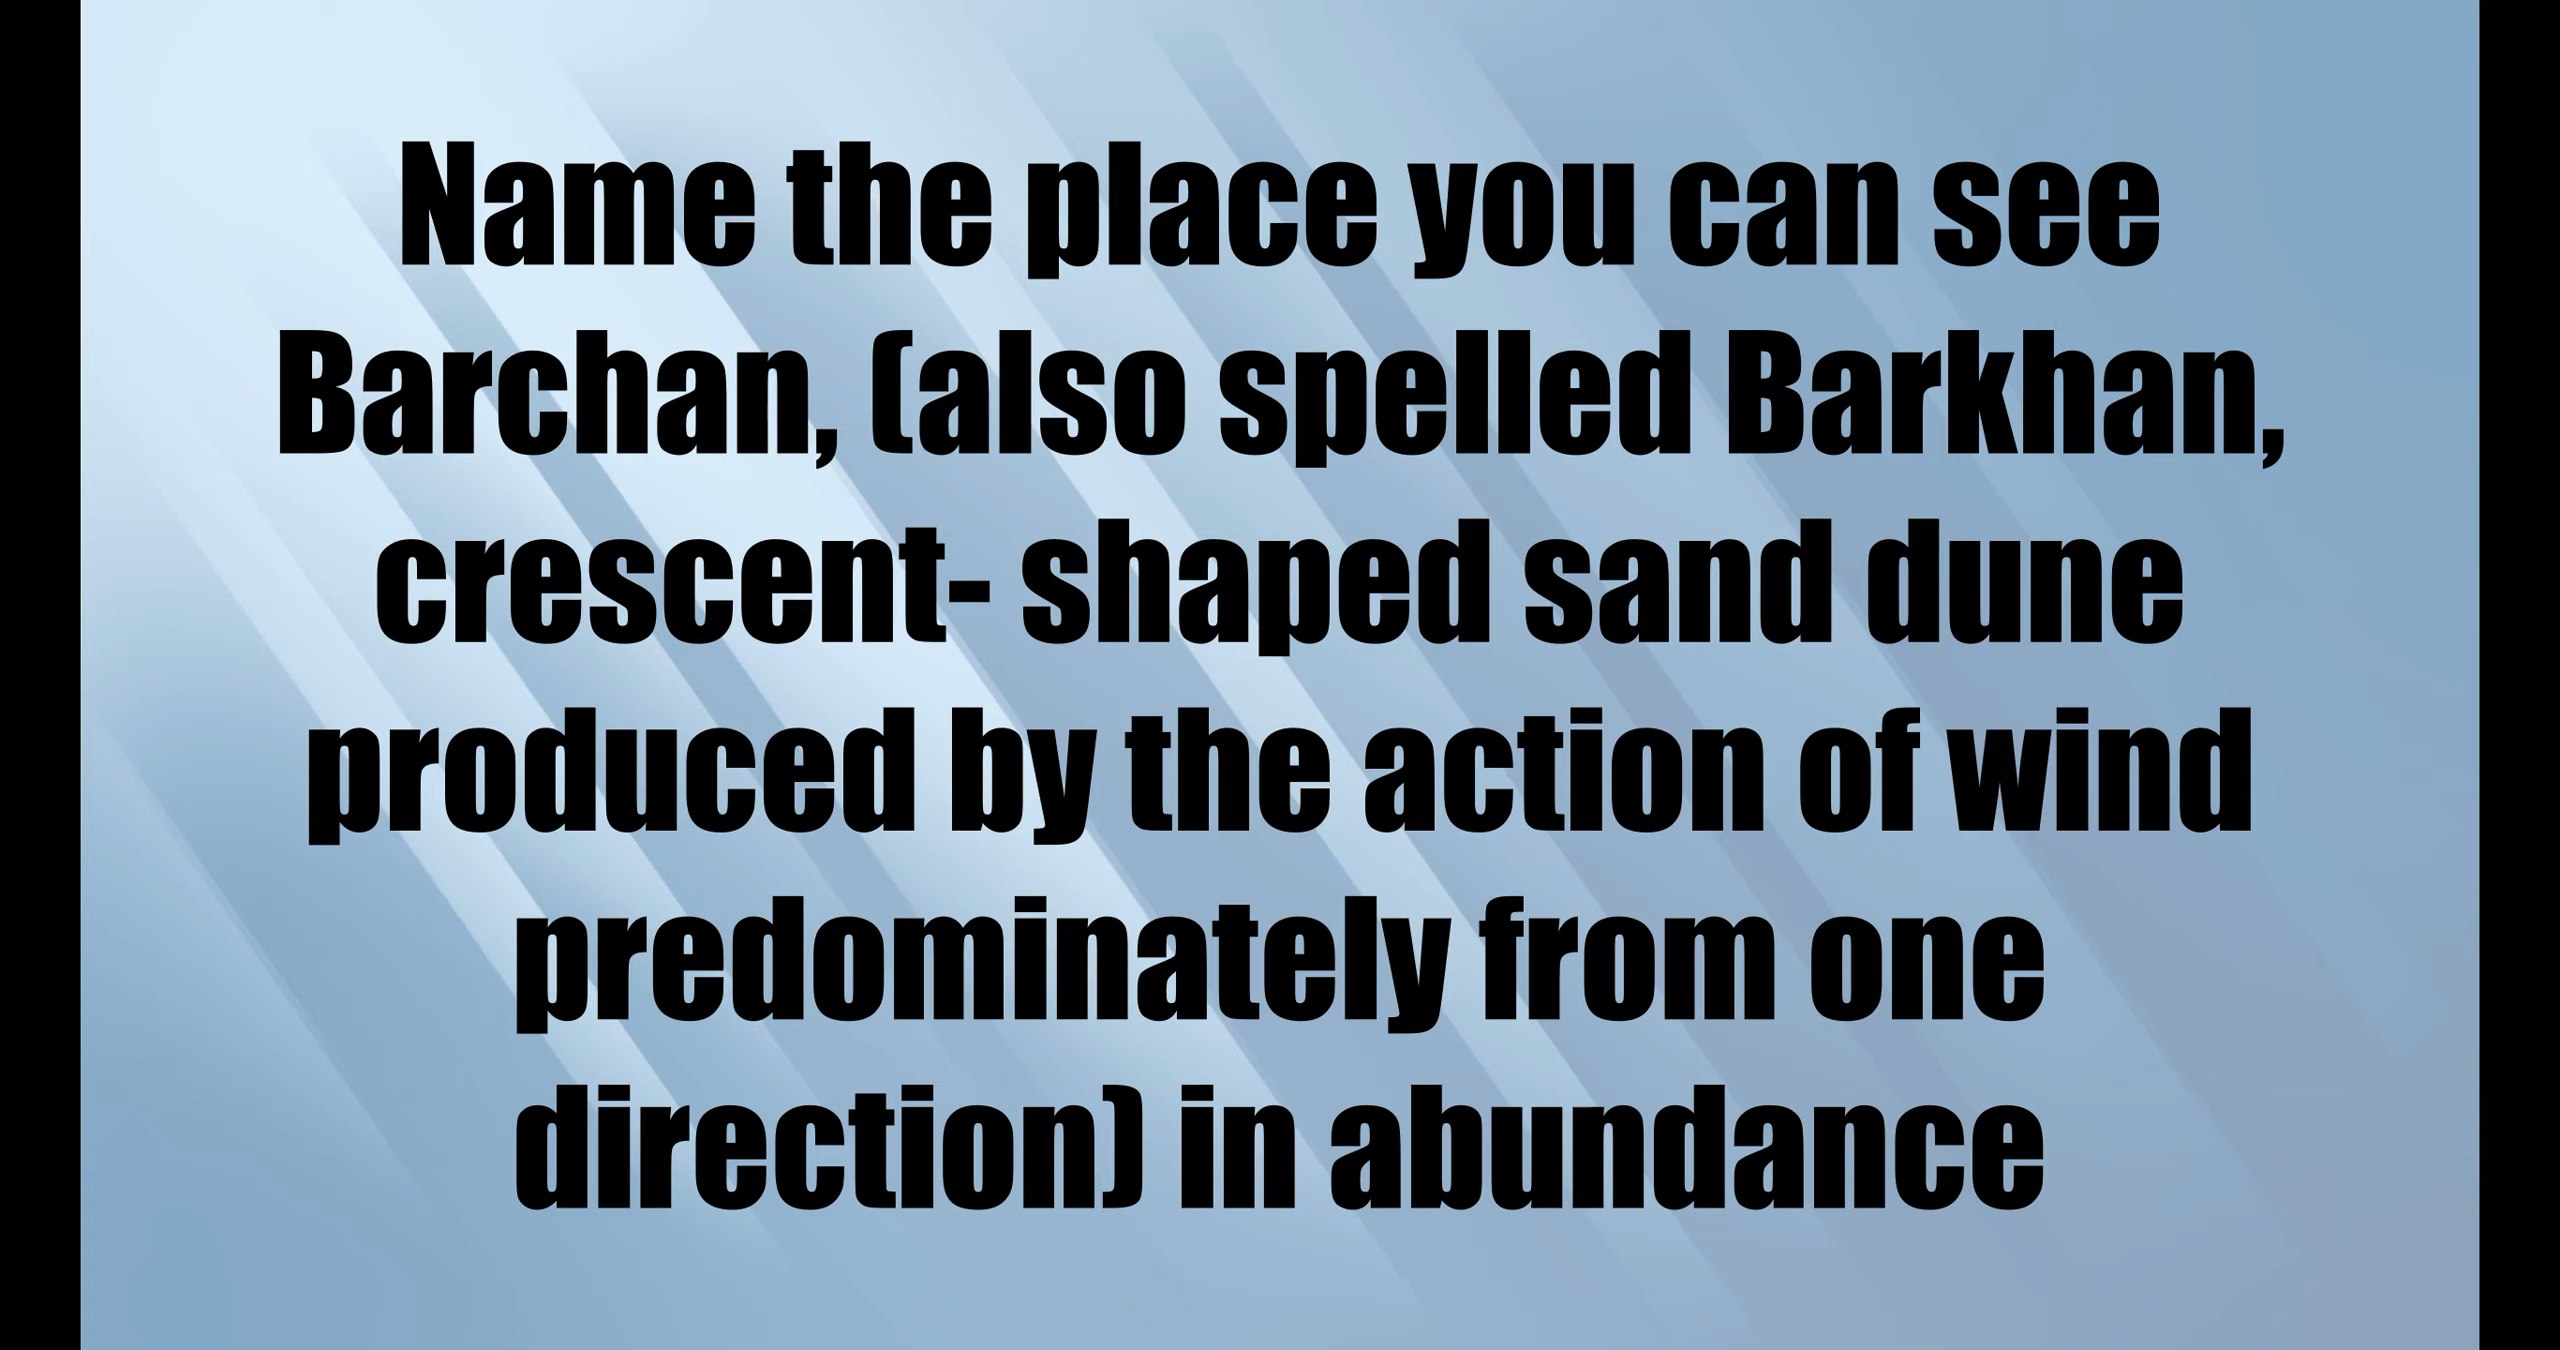 Name the place you can see
Barchan, (also spelled Barkhan,
crescent- shaped sand dune
produced by the action of wind
predominately from one
direction) in abundance